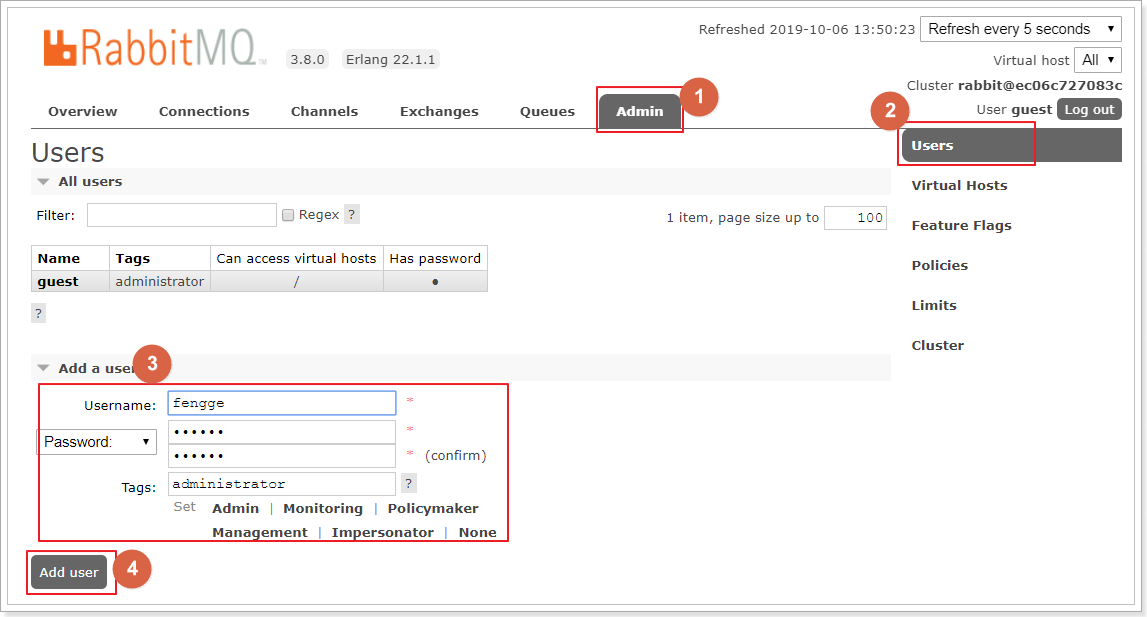 Refreshed 2019-10-06 13:50:23 Refresh every 5 seconds
RabbitMQ TM 3.8.0 Erlang 22.1.1
Virtual host All
Cluster rabbit@ec06c727083c
User guest Log out
Overview Connections Channels Exchanges Queues Admin 1
2
Users
Users
Virtual Hosts
Feature Flags
Policies
Limits
Cluster
All users
Filter: Regex ? 1 item, page size up to 100
Name Tags Can access virtual hosts Has password
guest administrator / ●
?
Add a user 3
Username: fengge *
Password: •••••• *
•••••• * (confirm)
Tags: administrator ?
Set Admin | Monitoring | Policymaker
Management | Impersonator | None
Add user 4